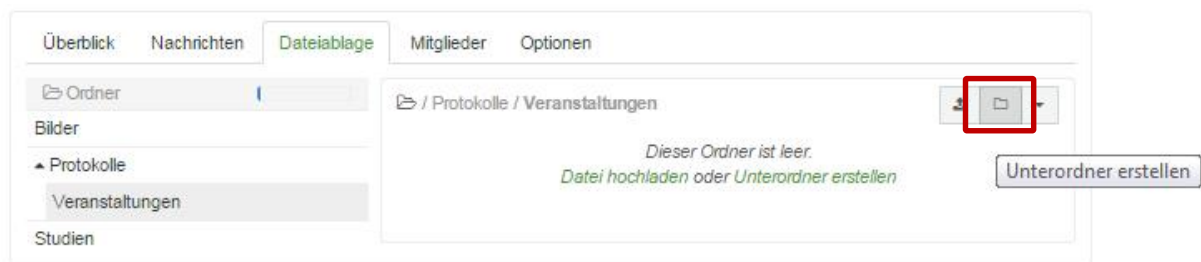 Überblick Nachrichten Dateiablage Mitglieder Optionen
Ordner
Bilder
Protokolle
Veranstaltungen
Studien
/ Protokolle / Veranstaltungen
Dieser Ordner ist leer.
Datei hochladen oder Unterordner erstellen
Unterordner erstellen